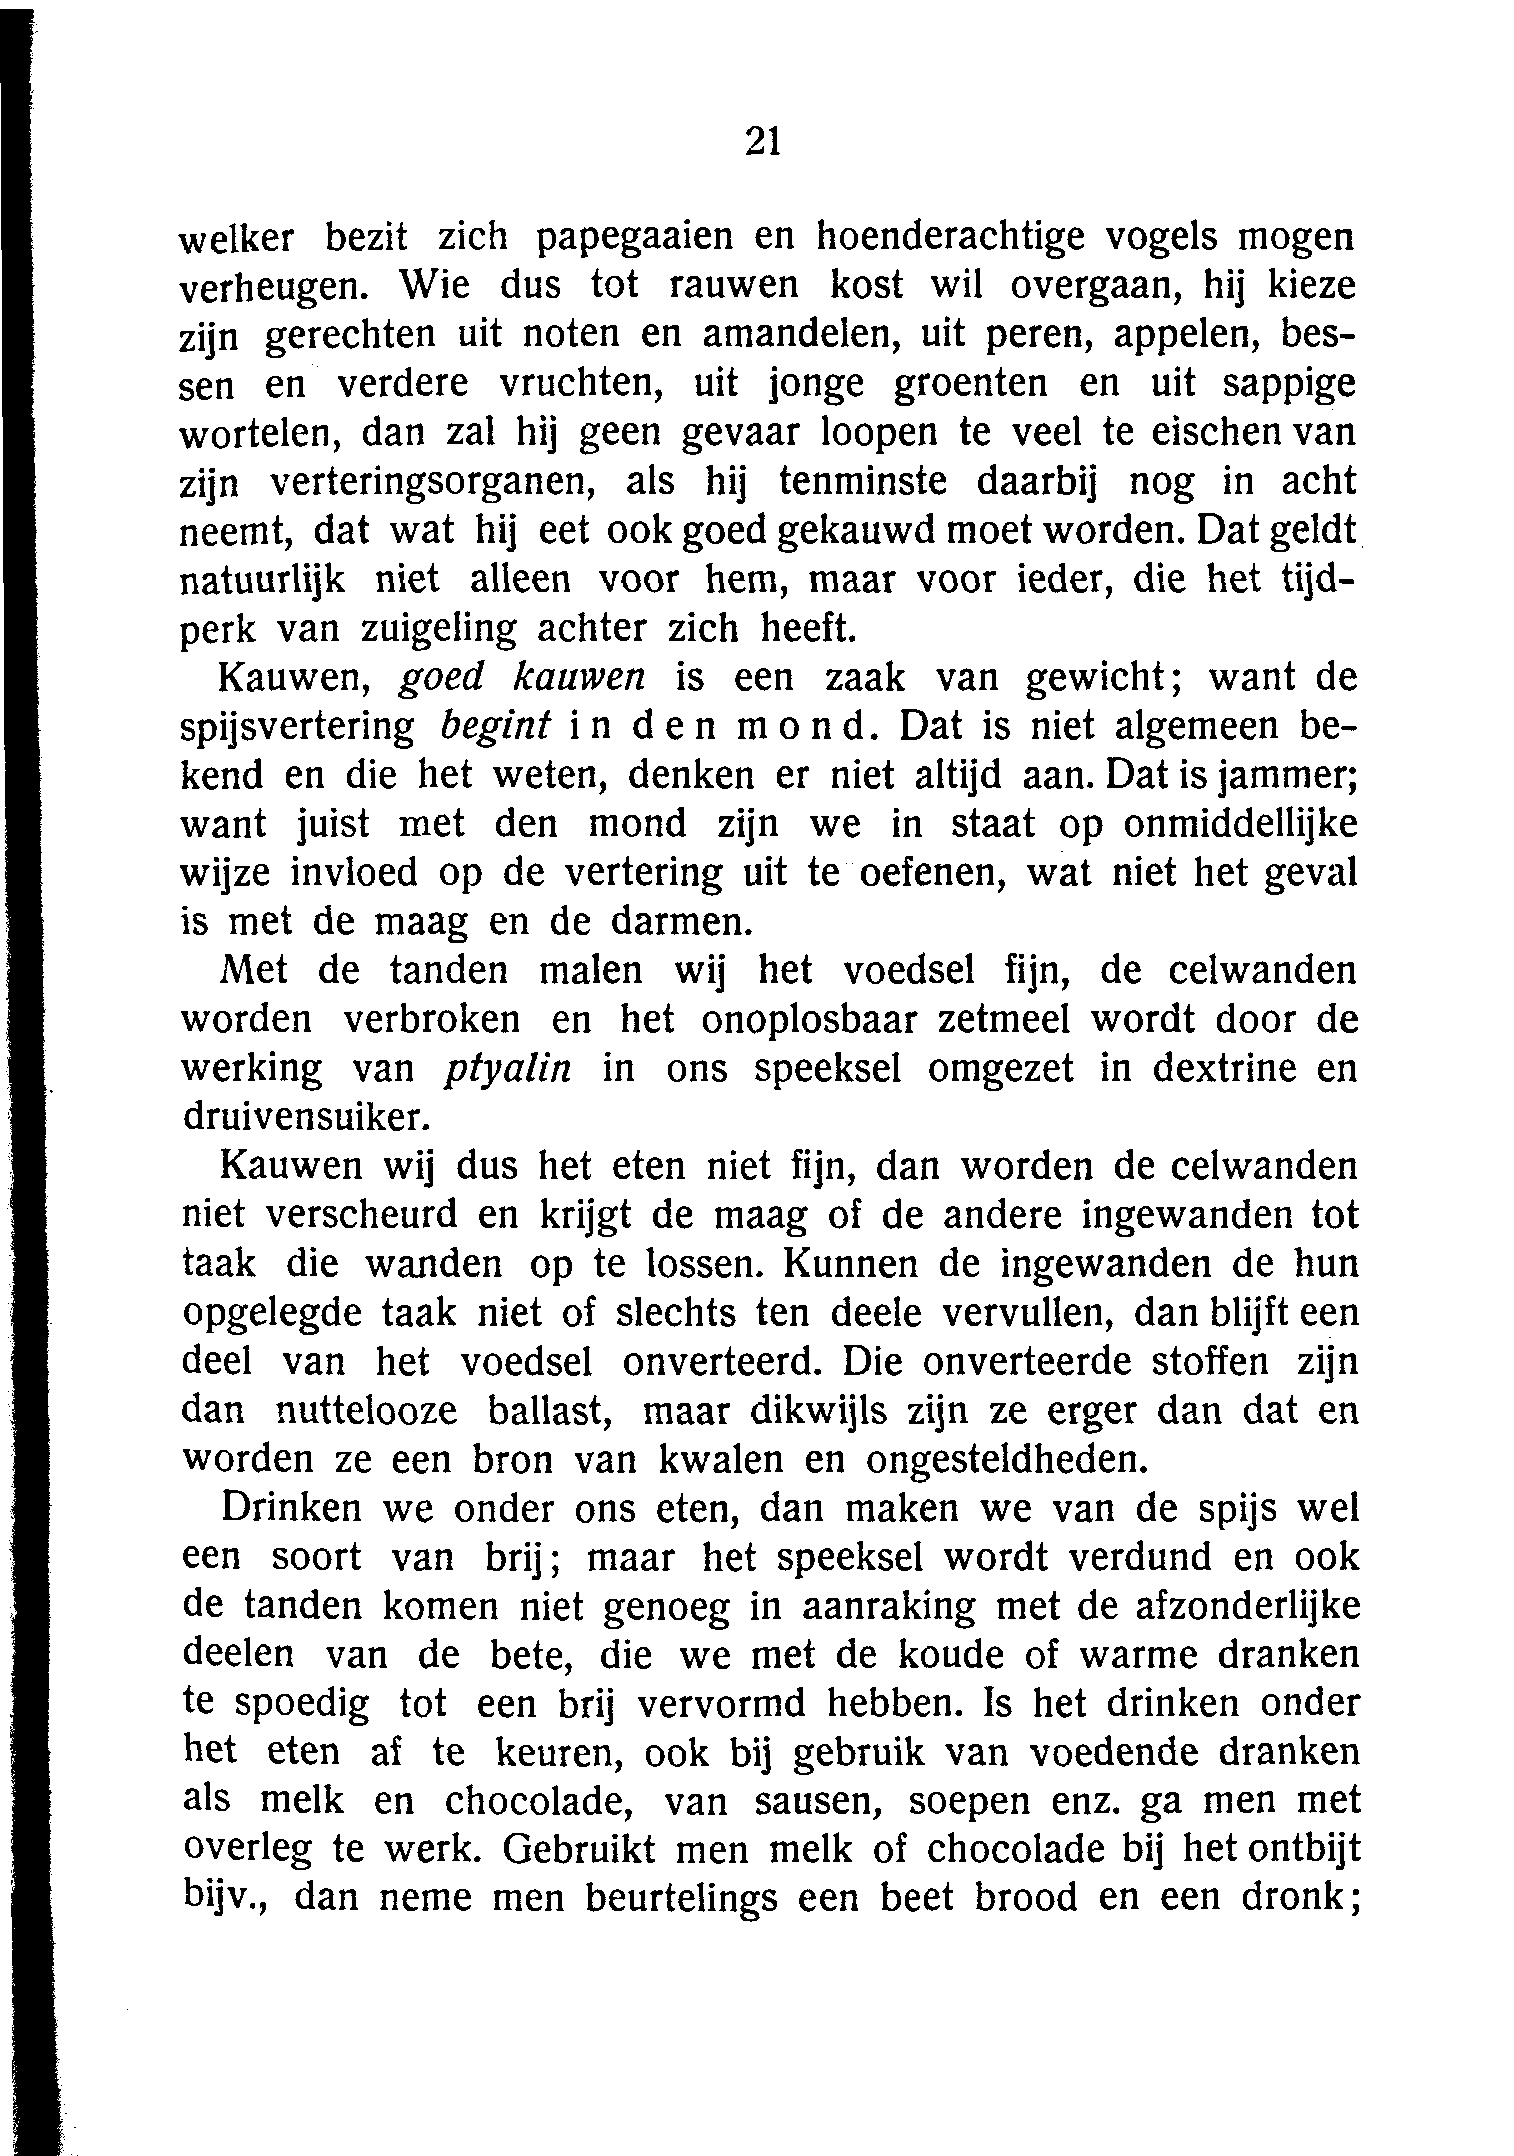 21
welker bezit zich papegaaien en hoenderachtige vogels mogen
verheugen. Wie dus tot rauwen kost wil overgaan, hij kieze
zijn gerechten uit noten en amandelen, uit peren, appelen, bes-
sen en verdere vruchten, uit jonge groenten en uit sappige
wortelen, dan zal hij geen gevaar loopen te veel te eischen van
zijn verteringsorganen, als hij tenminste daarbij nog in acht
neemt, dat wat hij eet ook goed gekauwd moet worden. Dat geldt
natuurlijk niet alleen voor hem, maar voor ieder, die het tijd-
perk van zuigeling achter zich heeft.
Kauwen, goed kauwen is een zaak van gewicht; want de
spijsvertering begint in den mond. Dat is niet algemeen be-
kend en die het weten, denken er niet altijd aan. Dat is jammer;
want juist met den mond zijn we in staat op onmiddellijke
wijze invloed op de vertering uit te oefenen, wat niet het geval
is met de maag en de darmen.
Met de tanden malen wij het voedsel fijn, de celwanden
worden verbroken en het onoplosbaar zetmeel wordt door de
werking van ptyalin in ons speeksel omgezet in dextrine en
druivensuiker.
Kauwen wij dus het eten niet fijn, dan worden de celwanden
niet verscheurd en krijgt de maag of de andere ingewanden tot
taak die wanden op te lossen. Kunnen de ingewanden de hun
opgelegde taak niet of slechts ten deele vervullen, dan blijft een
deel van het voedsel onverteerd. Die onverteerde stoffen zijn
dan nuttelooze ballast, maar dikwijls zijn ze erger dan dat en
worden ze een bron van kwalen en ongesteldheden.
Drinken we onder ons eten, dan maken we van de spijs wel
een soort van brij; maar het speeksel wordt verdund en ook
de tanden komen niet genoeg in aanraking met de afzonderlijke
deelen van de bete, die we met de koude of warme dranken
te spoedig tot een brij vervormd hebben. Is het drinken onder
het eten af te keuren, ook bij gebruik van voedende dranken
als melk en chocolade, van sausen, soepen enz. ga men met
overleg te werk. Gebruikt men melk of chocolade bij het ontbijt
bijv., dan neme men beurtelings een beet brood en een dronk;